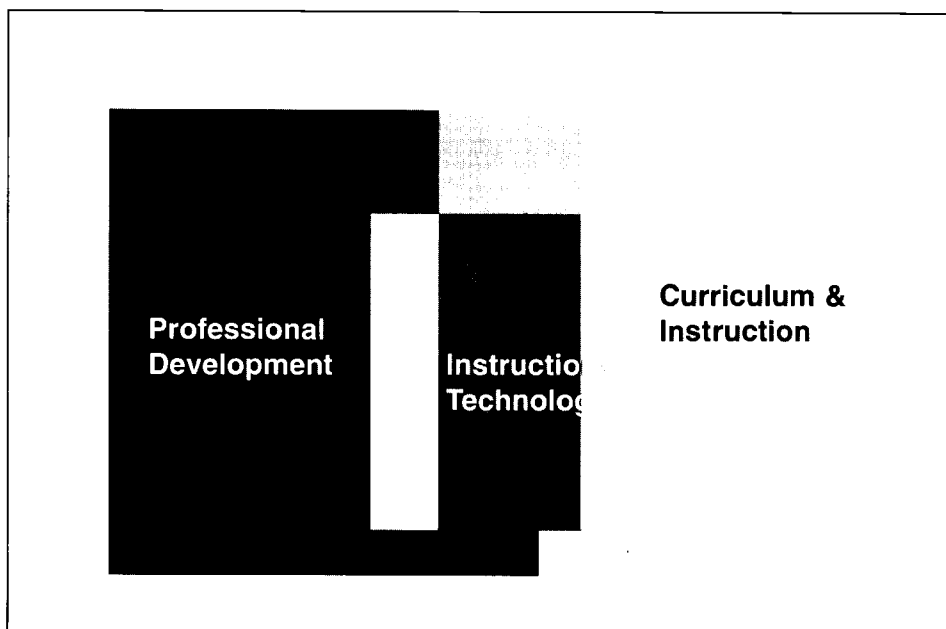 Professional
Development
Instructio
Technolog
Curriculum &
Instruction